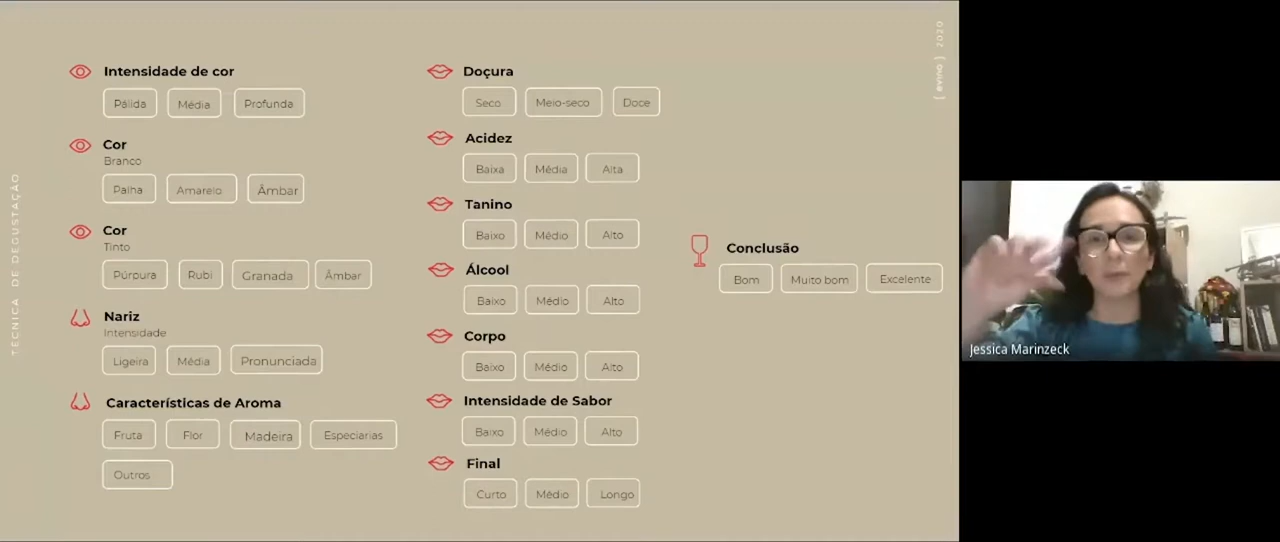 TÉCNICA DE DEGUSTAÇÃO
Intensidade de cor
Pálida Média Profunda
Cor
Branco
Palha Amarelo Âmbar
Cor
Tinto
Púrpura Rubi Granada Âmbar
Nariz
Intensidade
Ligeira Média Pronunciada
Características de Aroma
Fruta Flor Madeira Especiarias
Outros
Doçura
Seco Meio-seco Doce
Acidez
Baixa Média Alta
Tanino
Baixo Médio Alto
Álcool
Baixo Médio Alto
Corpo
Baixo Médio Alto
Intensidade de Sabor
Baixo Médio Alto
Final
Curto Médio Longo
Conclusão
Bom Muito bom Excelente
{ evino } 2020
Jessica Marinzeck